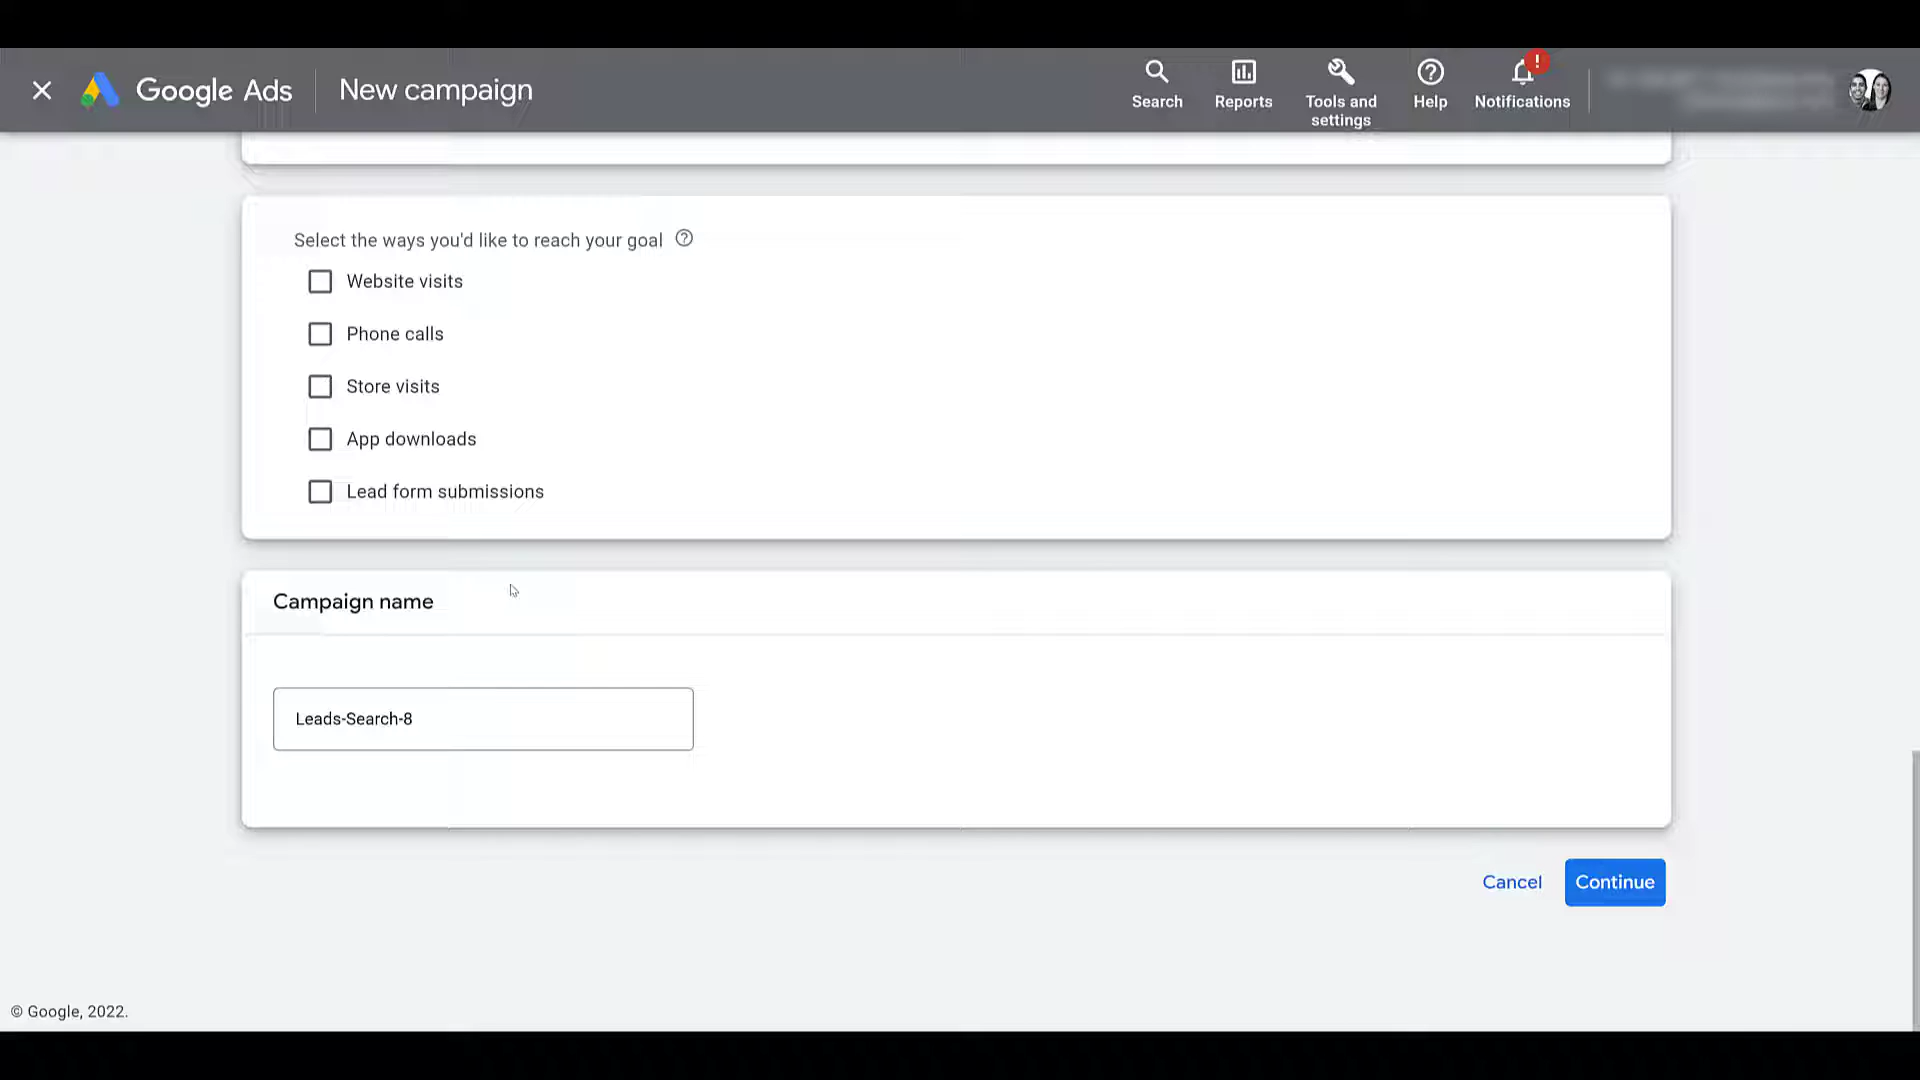 Google Ads
New campaign
Search
Reports
Tools and
settings
Help
Notifications
!
Select the ways you'd like to reach your goal
Website visits
Phone calls
Store visits
App downloads
Lead form submissions
Campaign name
Leads-Search-8
Cancel
Continue
© Google, 2022.